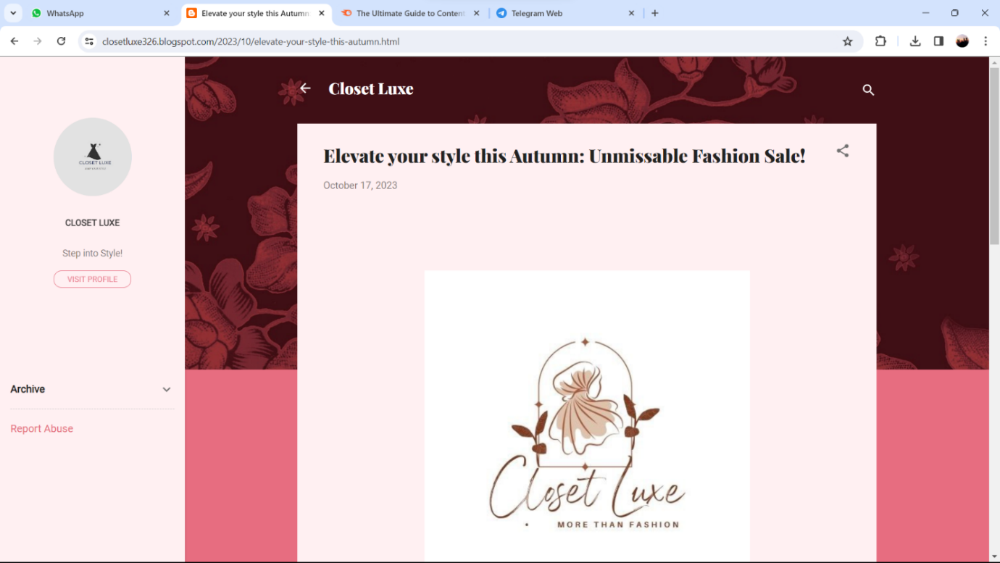 WhatsApp
Elevate your style this Autumn
The Ultimate Guide to Content
Telegram Web
closetluxe326.blogspot.com/2023/10/elevate-your-style-this-autumn.html
Closet Luxe
CLOSET LUXE
CLOSET LUXE
Step into Style!
VISIT PROFILE
Archive
Report Abuse
Elevate your style this Autumn: Unmissable Fashion Sale!
October 17, 2023
Closet Luxe
MORE THAN FASHION